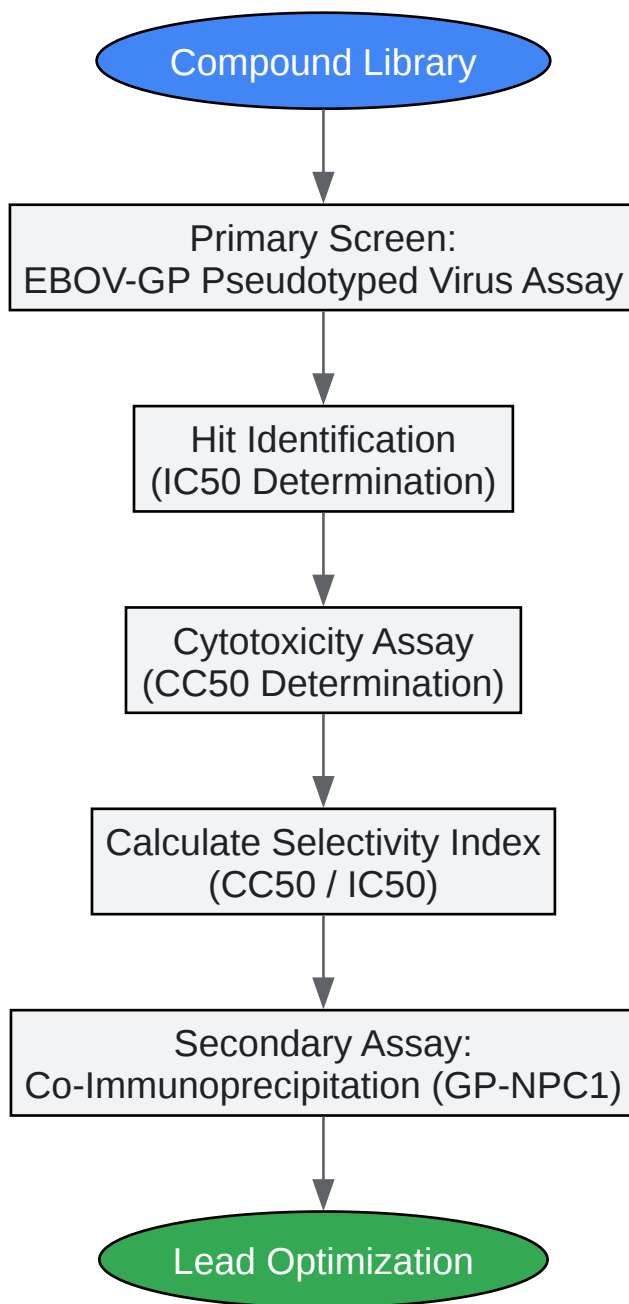 Compound Library
Primary Screen:
EBOV-GP Pseudotyped Virus Assay
Hit Identification
(IC50 Determination)
Cytotoxicity Assay
(CC50 Determination)
Calculate Selectivity Index
(CC50 / IC50)
Secondary Assay:
Co-Immunoprecipitation (GP-NPC1)
Lead Optimization